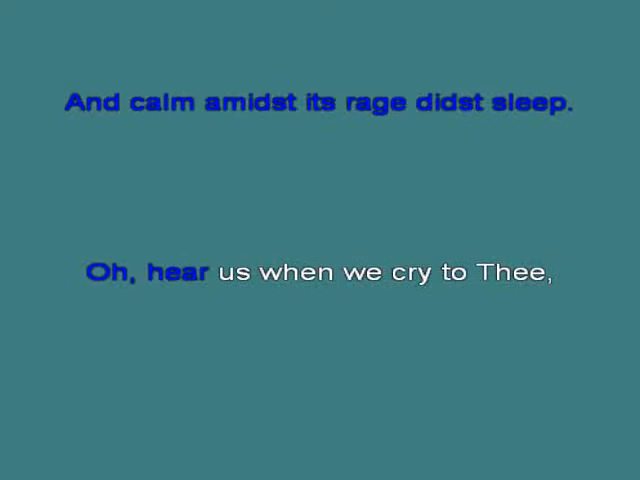 And calm amidst its rage didst sleep.
Oh, hear us when we cry to Thee,